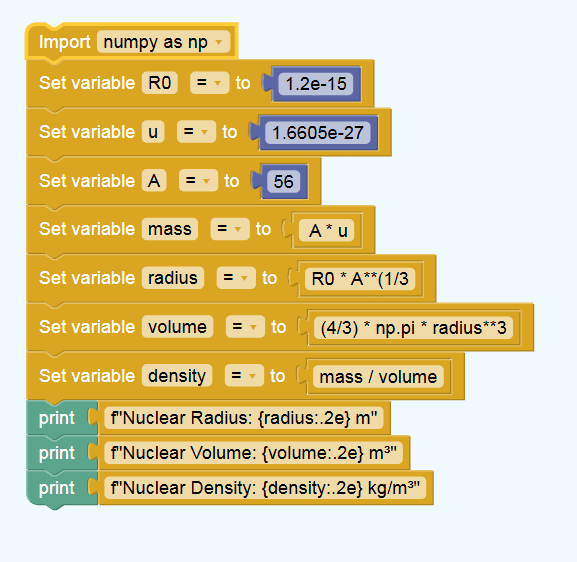 Import numpy as np
Set variable R0 = to 1.2e-15
Set variable u = to 1.6605e-27
Set variable A = to 56
Set variable mass = to A * u
Set variable radius = to R0 * A**(1/3
Set variable volume = to (4/3) * np.pi * radius**3
Set variable density = to mass / volume
print f"Nuclear Radius: {radius:.2e} m"
print f"Nuclear Volume: {volume:.2e} m³"
print f"Nuclear Density: {density:.2e} kg/m³"